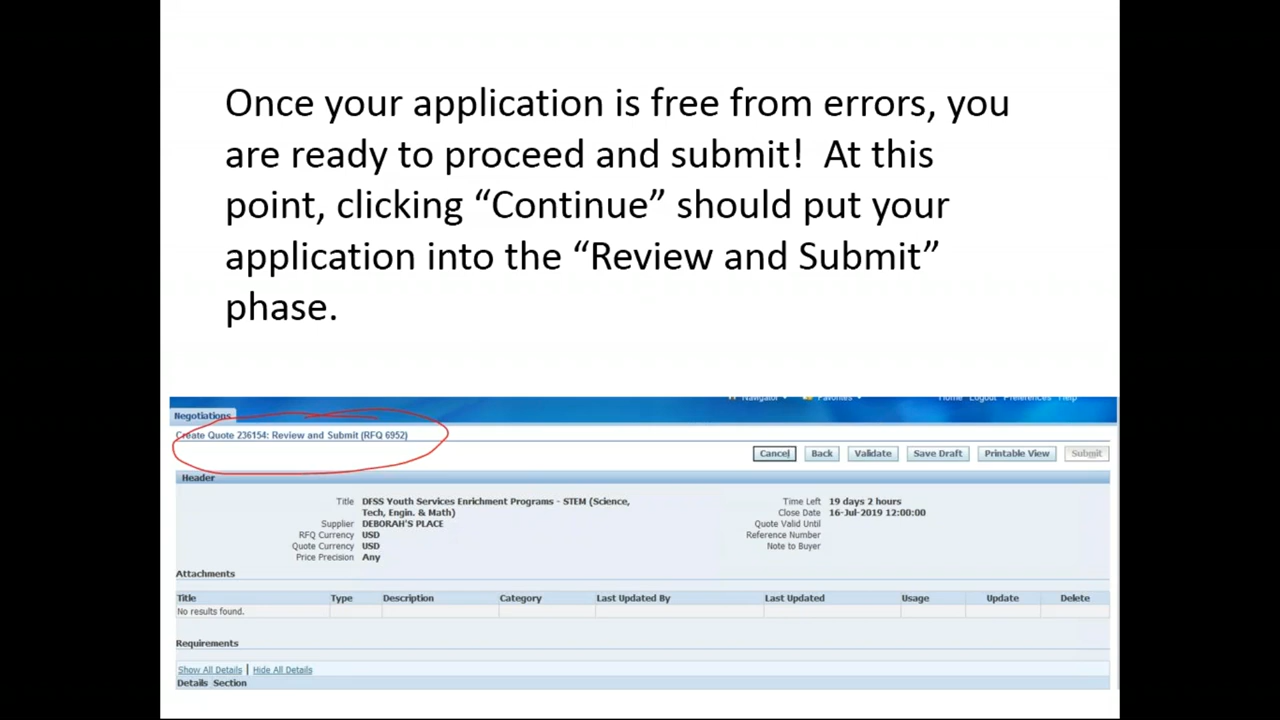 Once your application is free from errors, you
are ready to proceed and submit!  At this
point, clicking “Continue” should put your
application into the “Review and Submit”
phase.
Navigator Favorites Home Logout Preferences Help
Negotiations
Create Quote 236154: Review and Submit (RFQ 6952)
Cancel Back Validate Save Draft Printable View Submit
Header
Title DFSS Youth Services Enrichment Programs - STEM (Science,
Tech, Engin. & Math)
Supplier DEBORAH'S PLACE
RFQ Currency USD
Quote Currency USD
Price Precision Any
Time Left 19 days 2 hours
Close Date 16-Jul-2019 12:00:00
Quote Valid Until
Reference Number
Note to Buyer
Attachments
Title Type Description Category Last Updated By Last Updated Usage Update Delete
No results found.
Requirements
Show All Details | Hide All Details
Details Section